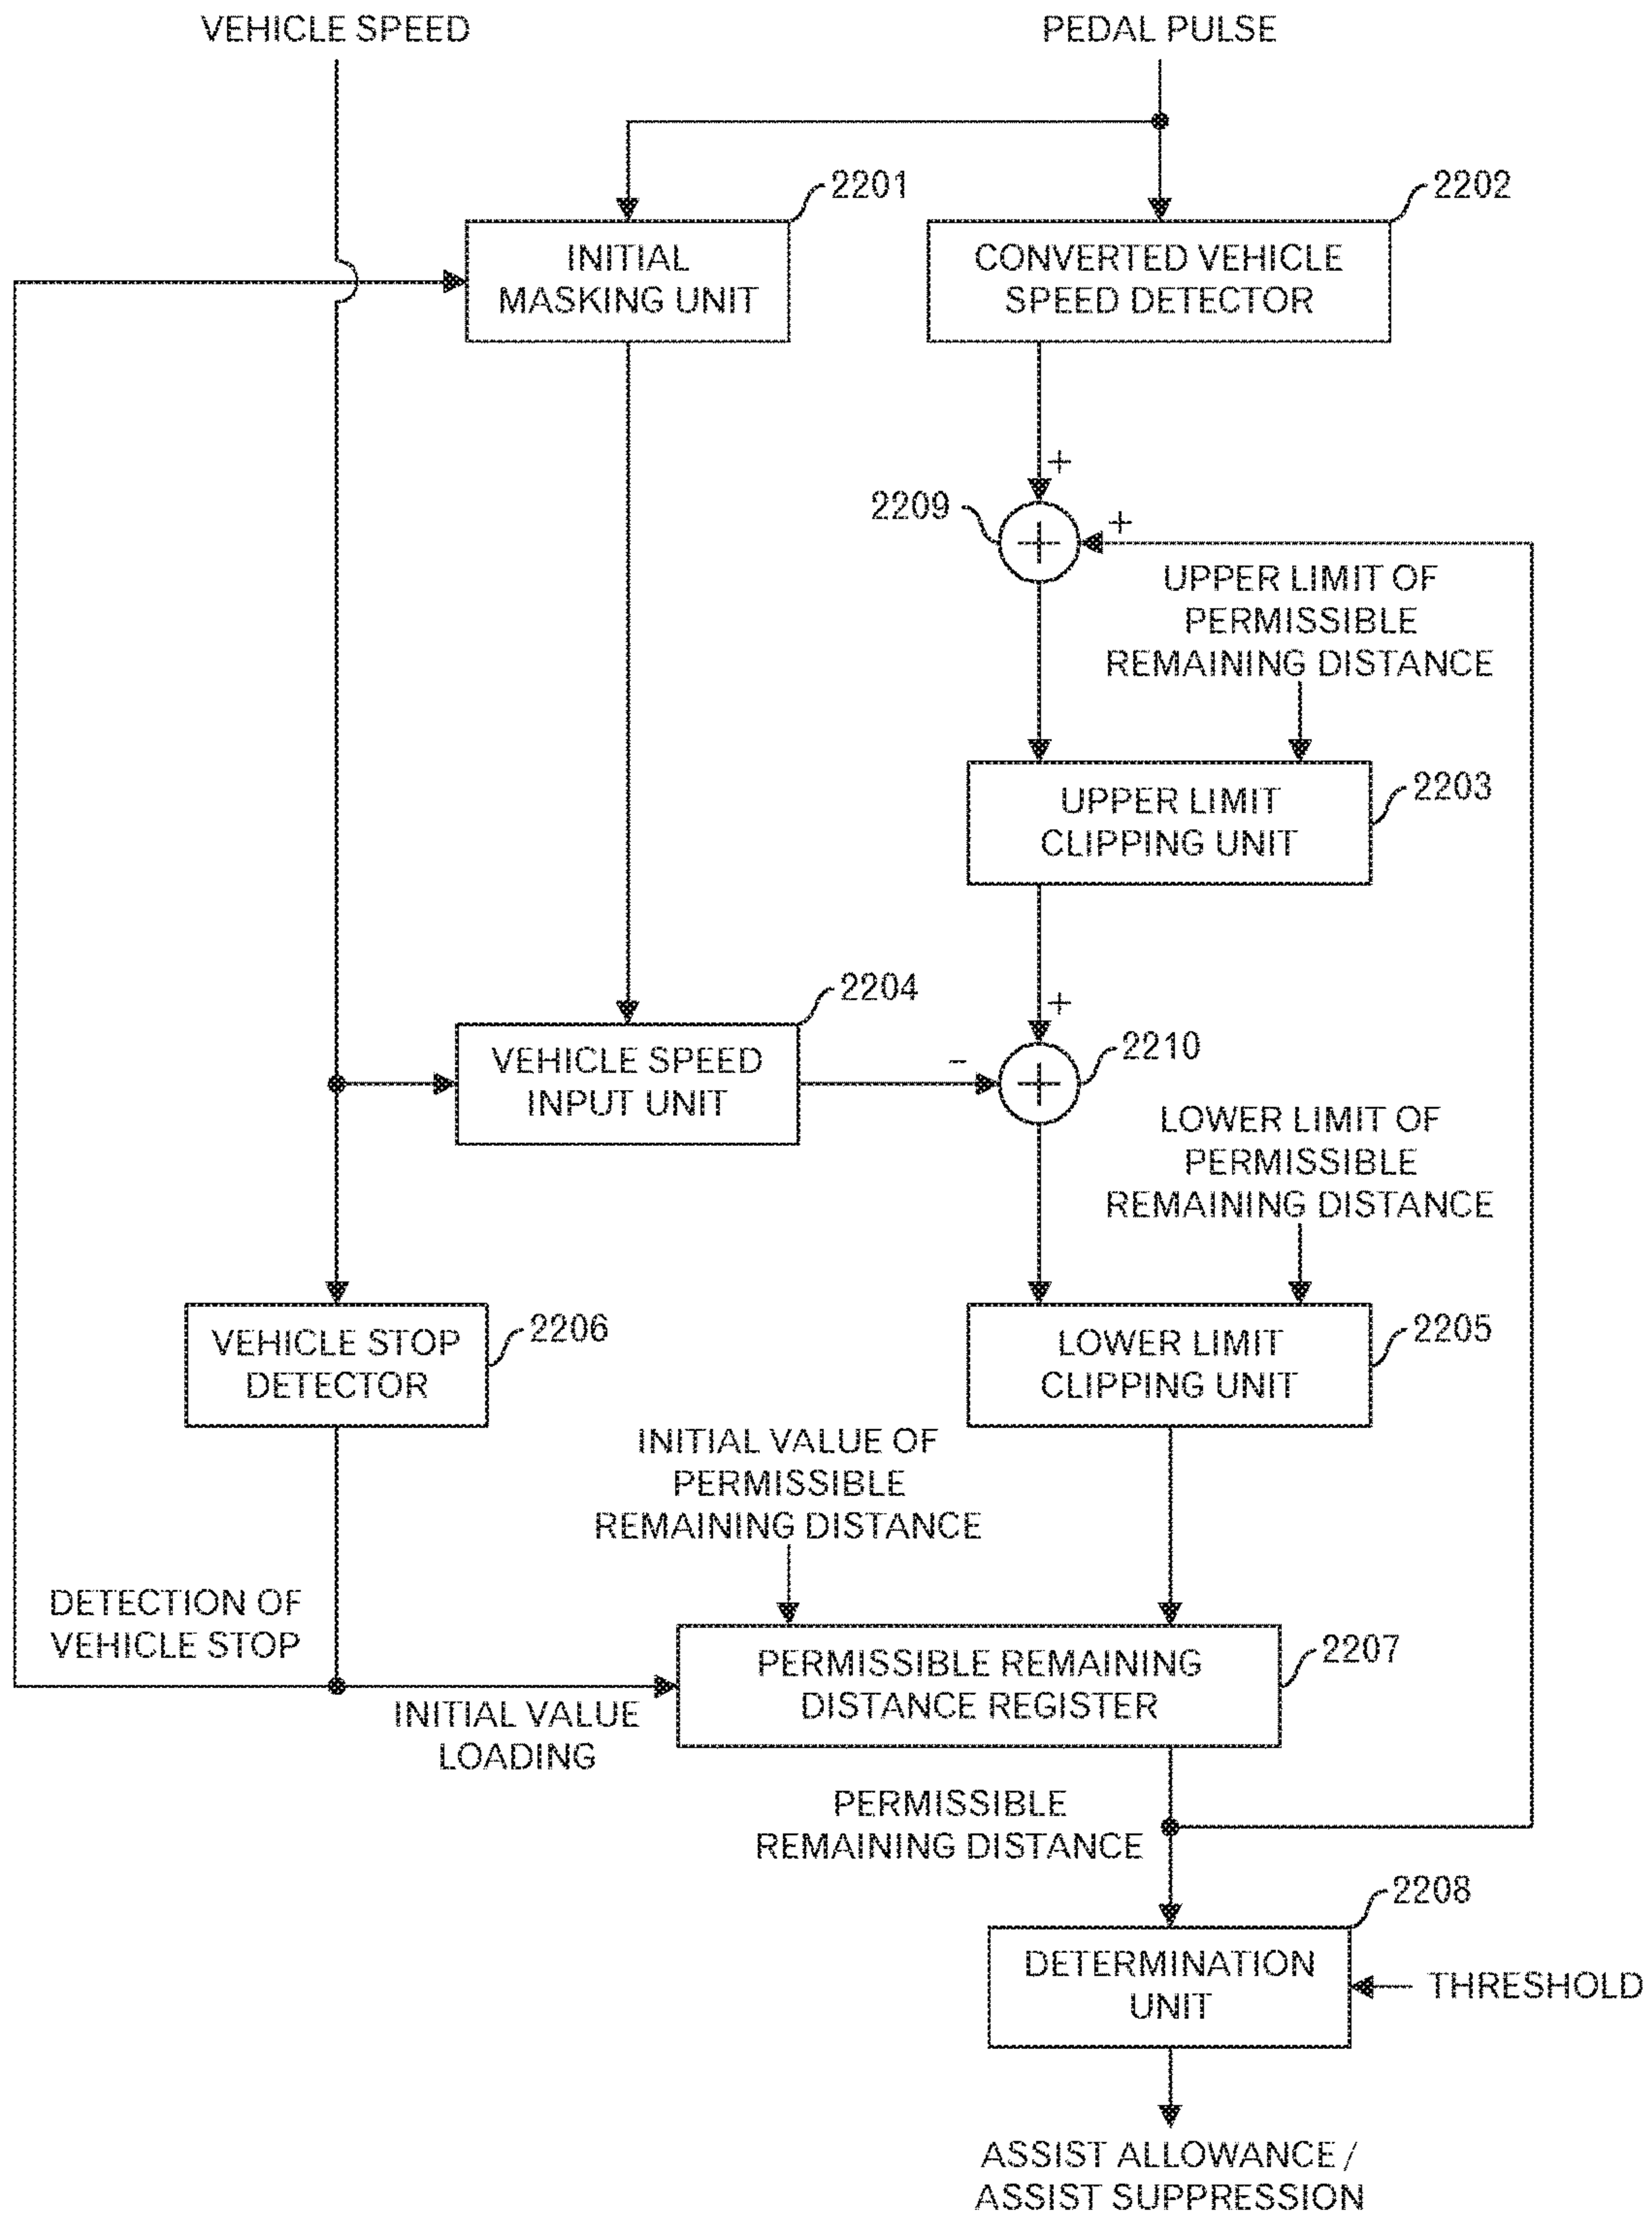 VEHICLE SPEED
PEDAL PULSE
2201
2202
INITIAL
MASKING UNIT
CONVERTED VEHICLE
SPEED DETECTOR
+
2209
+
+
UPPER LIMIT OF
PERMISSIBLE
REMAINING DISTANCE
2203
UPPER LIMIT
CLIPPING UNIT
2204
+
VEHICLE SPEED
INPUT UNIT
-
+
2210
LOWER LIMIT OF
PERMISSIBLE
REMAINING DISTANCE
VEHICLE STOP
DETECTOR
2206
LOWER LIMIT
CLIPPING UNIT
2205
INITIAL VALUE OF
PERMISSIBLE
REMAINING DISTANCE
DETECTION OF
VEHICLE STOP
PERMISSIBLE REMAINING
DISTANCE REGISTER
2207
INITIAL VALUE
LOADING
PERMISSIBLE
REMAINING DISTANCE
2208
DETERMINATION
UNIT
THRESHOLD
ASSIST ALLOWANCE /
ASSIST SUPPRESSION